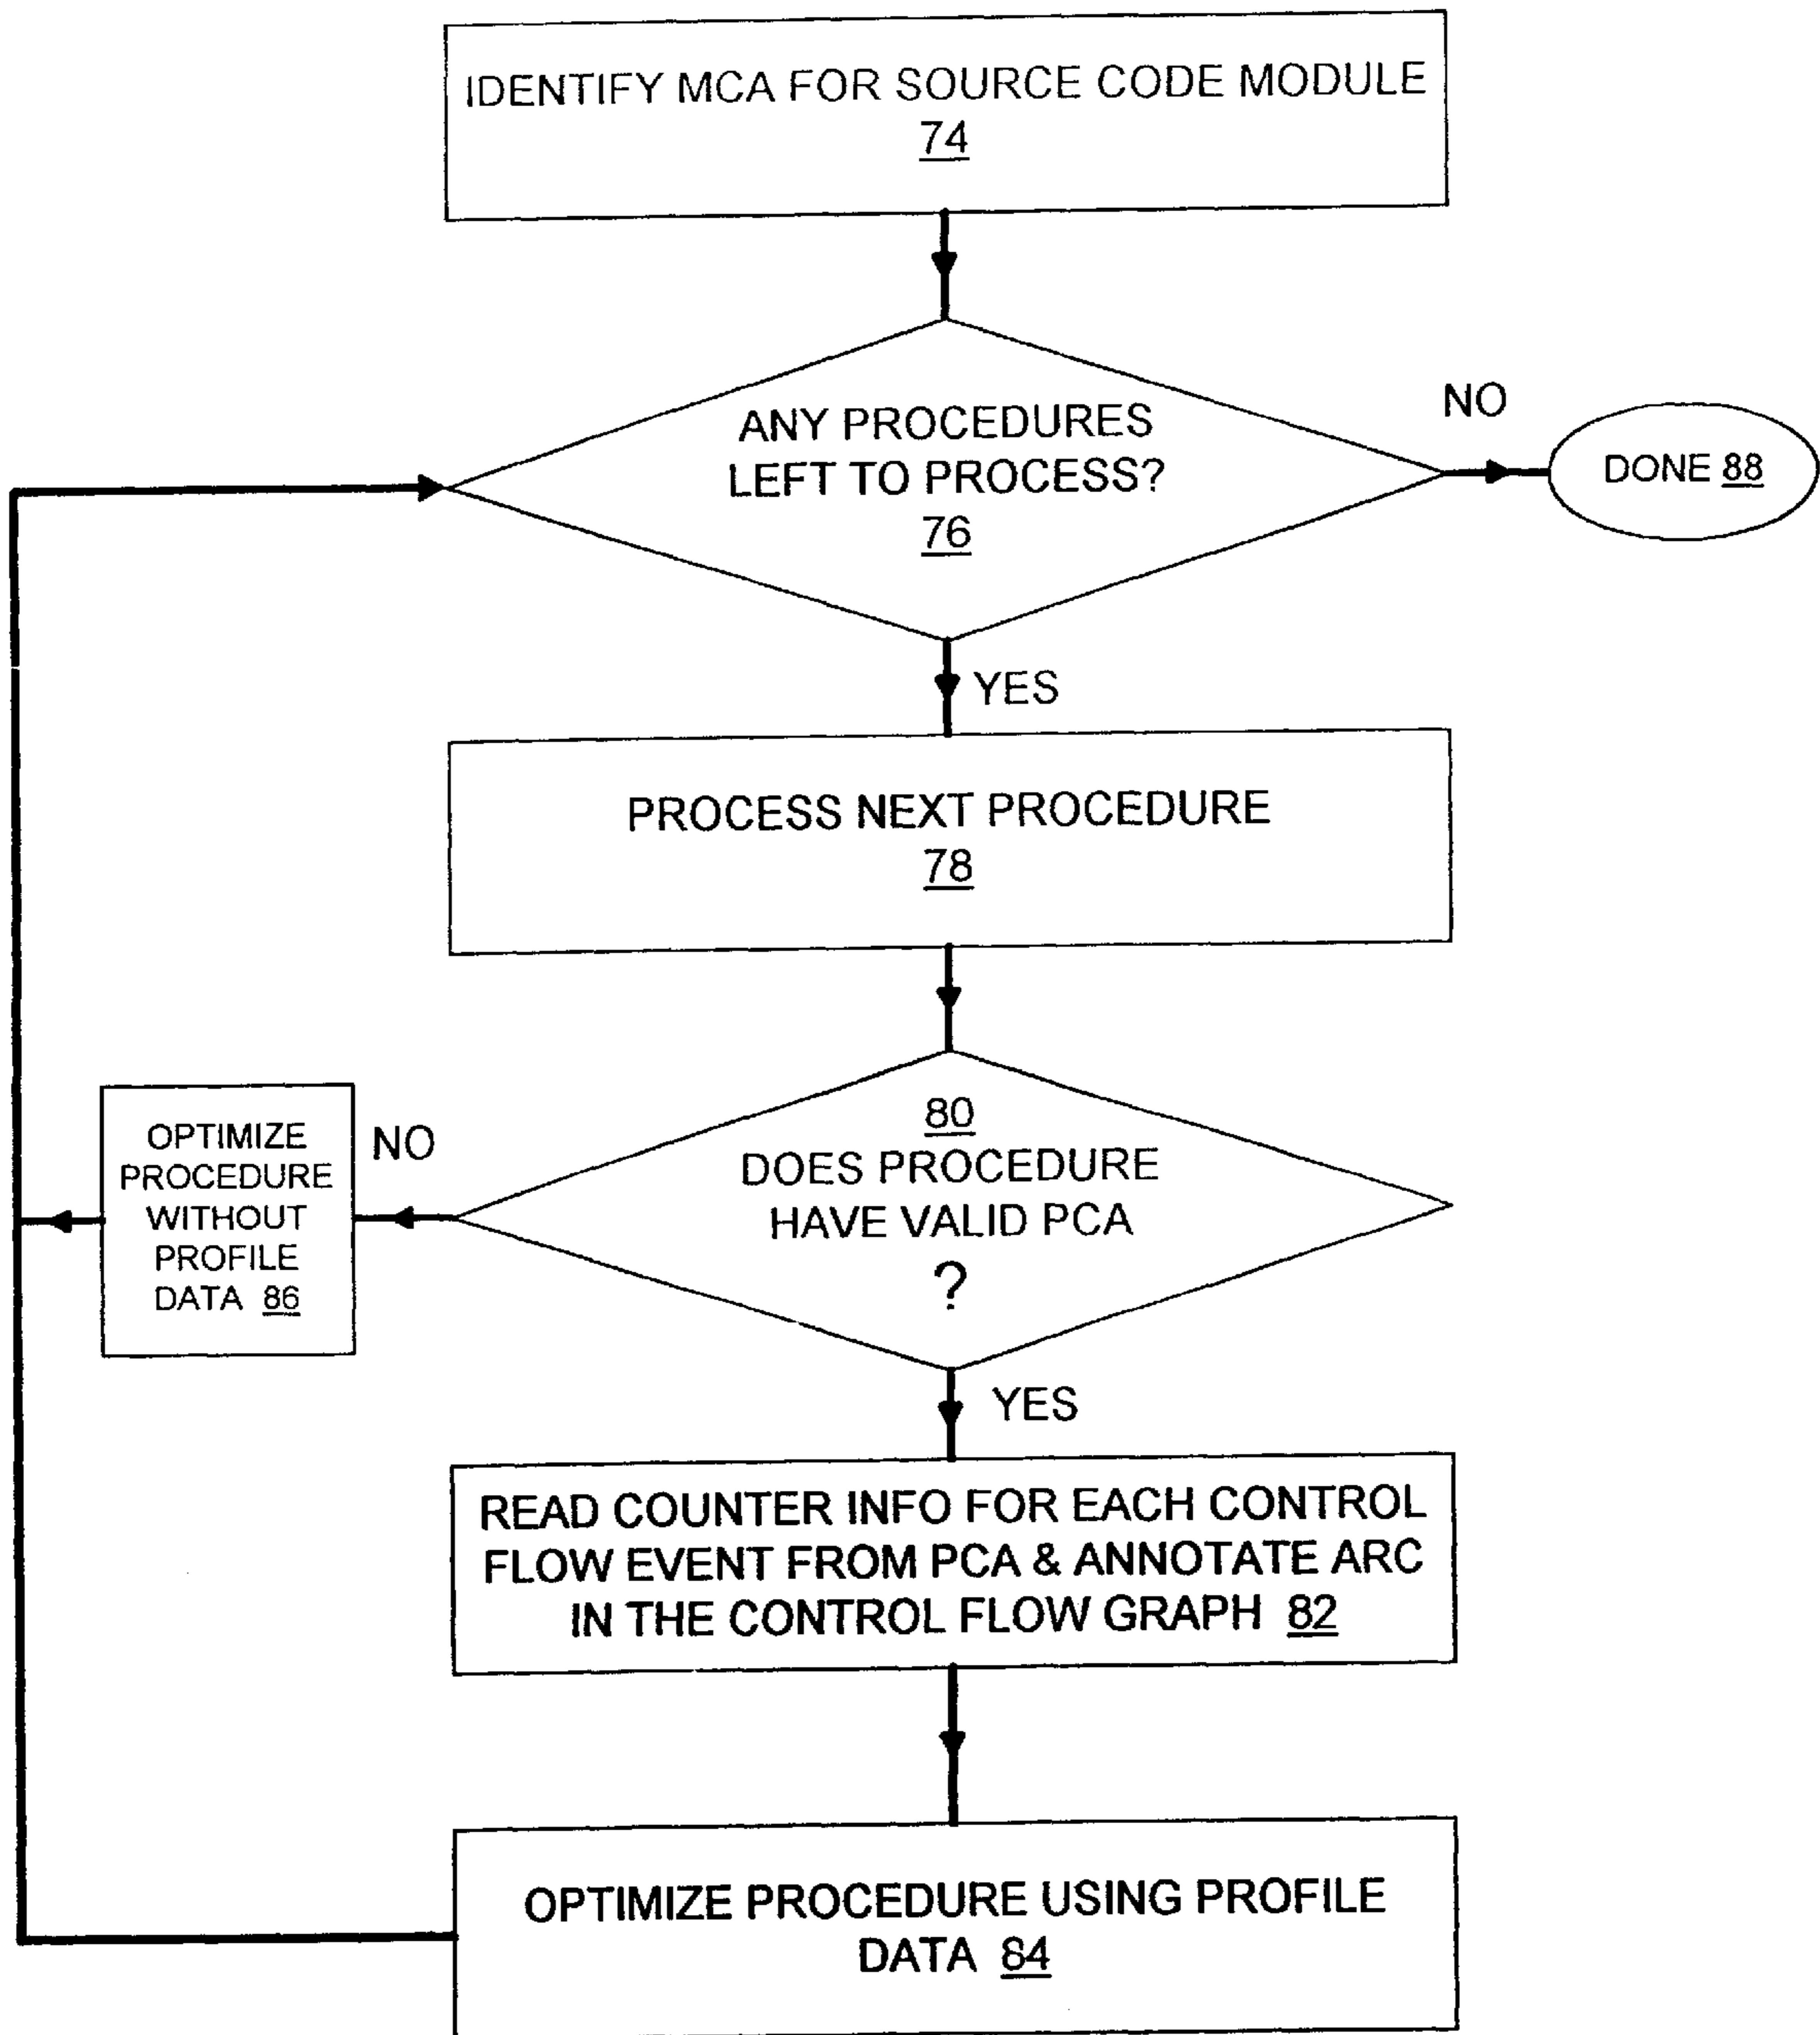 IDENTIFY MCA FOR SOURCE CODE MODULE
74
ANY PROCEDURES
LEFT TO PROCESS?
76
NO
DONE 88
YES
PROCESS NEXT PROCEDURE
78
80
DOES PROCEDURE
HAVE VALID PCA
?
NO
OPTIMIZE
PROCEDURE
WITHOUT
PROFILE
DATA 86
YES
READ COUNTER INFO FOR EACH CONTROL
FLOW EVENT FROM PCA & ANNOTATE ARC
IN THE CONTROL FLOW GRAPH 82
OPTIMIZE PROCEDURE USING PROFILE
DATA 84